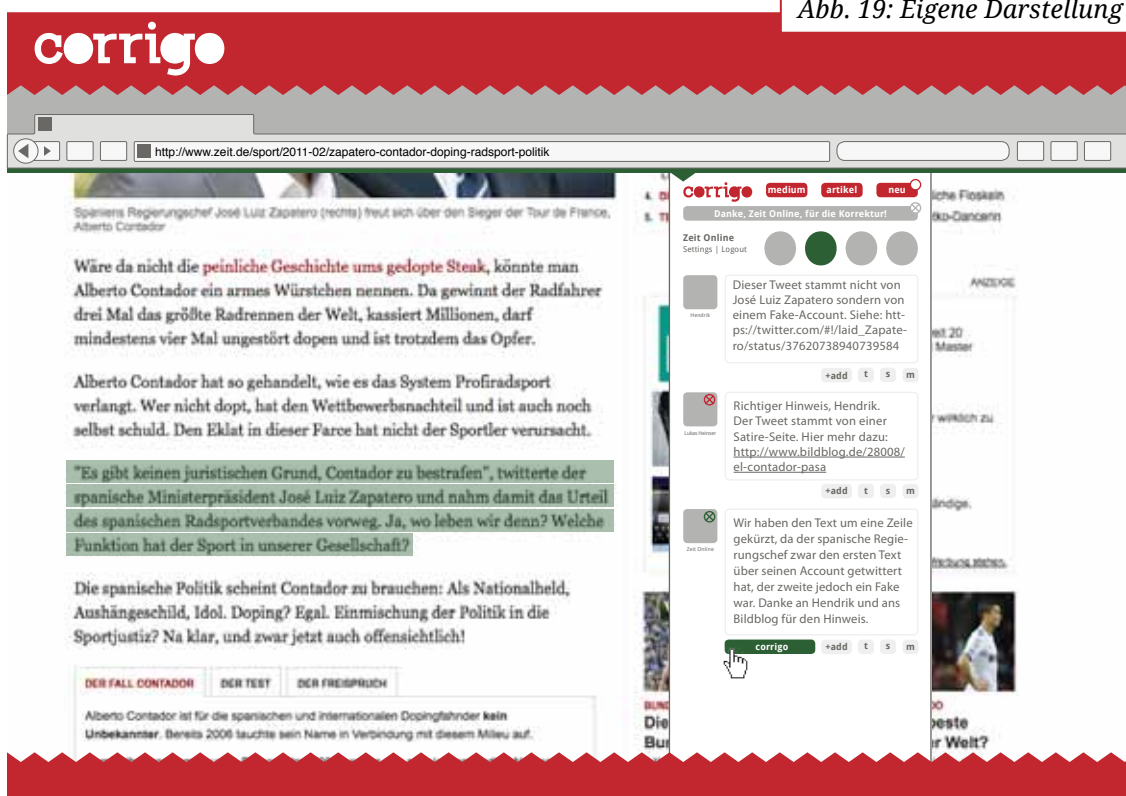 Abb. 19: Eigene Darstellung
corrigo
http://www.zeit.de/sport/2011-02/zapatero-contador-doping-radsport-politik
Spaniens Regierungschef José Luiz Zapatero (rechts) freut sich über den Sieger der Tour de France,
Alberto Contador
Wäre da nicht die peinliche Geschichte ums gedopte Steak, könnte man
Alberto Contador ein armes Würstchen nennen. Da gewinnt der Radfahrer
drei Mal das größte Radrennen der Welt, kassiert Millionen, darf
mindestens vier Mal ungestört dopen und ist trotzdem das Opfer.
Alberto Contador hat so gehandelt, wie es das System Profiradsport
verlangt. Wer nicht dopt, hat den Wettbewerbsnachteil und ist auch noch
selbst schuld. Den Eklat in dieser Farce hat nicht der Sportler verursacht.
"Es gibt keinen juristischen Grund, Contador zu bestrafen", twitterte der
spanische Ministerpräsident José Luiz Zapatero und nahm damit das Urteil
des spanischen Radsportverbandes vorweg. Ja, wo leben wir denn? Welche
Funktion hat der Sport in unserer Gesellschaft?
Die spanische Politik scheint Contador zu brauchen: Als Nationalheld,
Aushängeschild, Idol. Doping? Egal. Einmischung der Politik in die
Sportjustiz? Na klar, und zwar jetzt auch offensichtlich!
DER FALL CONTADOR DER TEST DER FREISPRUCH
Alberto Contador ist für die spanischen und internationalen Dopingfahnder kein
Unbekannter. Bereits 2006 tauchte sein Name in Verbindung mit diesem Milieu auf.
corrigo medium artikel neu
Danke, Zeit Online, für die Korrektur!
Zeit Online
Settings | Logout
Hendrik
Dieser Tweet stammt nicht von
José Luiz Zapatero sondern von
einem Fake-Account. Siehe: htt-
ps://twitter.com/#!/laid_Zapate-
ro/status/37620738940739584
+add t s m
Lukas Heinser
Richtiger Hinweis, Hendrik.
Der Tweet stammt von einer
Satire-Seite. Hier mehr dazu:
http://www.bildblog.de/28008/
el-contador-pasa
+add t s m
Zeit Online
Wir haben den Text um eine Zeile
gekürzt, da der spanische Regie-
rungschef zwar den ersten Text
über seinen Account getwittert
hat, der zweite jedoch ein Fake
war. Danke an Hendrik und ans
Bildblog für den Hinweis.
corrigo +add t s m
4.
5.
liche Floskeln
tko-Dancerin
ANZEIGE
20
Master
wirklich zu
ändige.
BUN
Die
Bur
beste
r Welt?